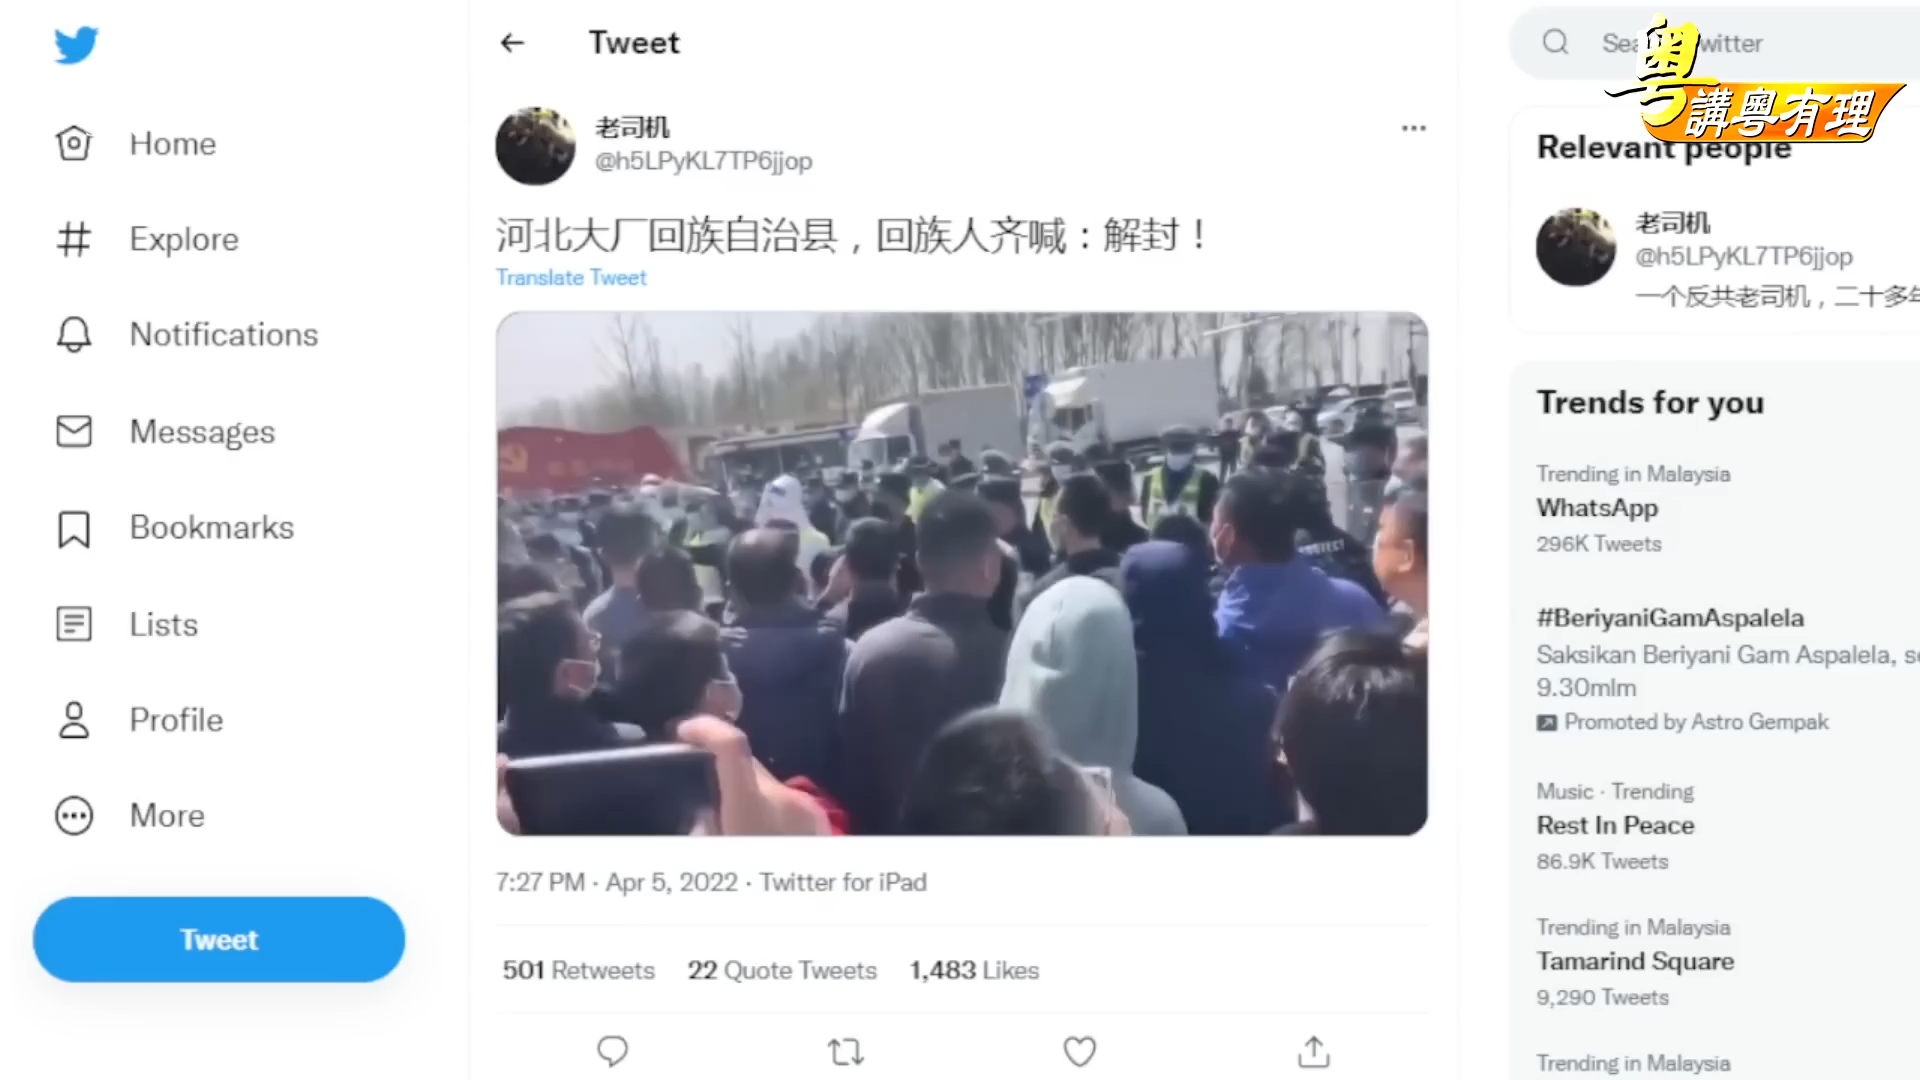 Home
Explore
Notifications
Messages
Bookmarks
Lists
Profile
More
Tweet
Tweet
老司机
@h5LPyKL7TP6jjop
河北大厂回族自治县，回族人齐喊：解封！
Translate Tweet
7:27 PM · Apr 5, 2022 · Twitter for iPad
501 Retweets 22 Quote Tweets 1,483 Likes
粤
講粵有理
Relevant people
老司机
@h5LPyKL7TP6jjop
一个反共老司机，二十多年
Trends for you
Trending in Malaysia
WhatsApp
296K Tweets
#BeriyaniGamAspalela
Saksikan Beriyani Gam Aspalela,
9.30mlm
Promoted by Astro Gempak
Music · Trending
Rest In Peace
86.9K Tweets
Trending in Malaysia
Tamarind Square
9,290 Tweets
Trending in Malaysia